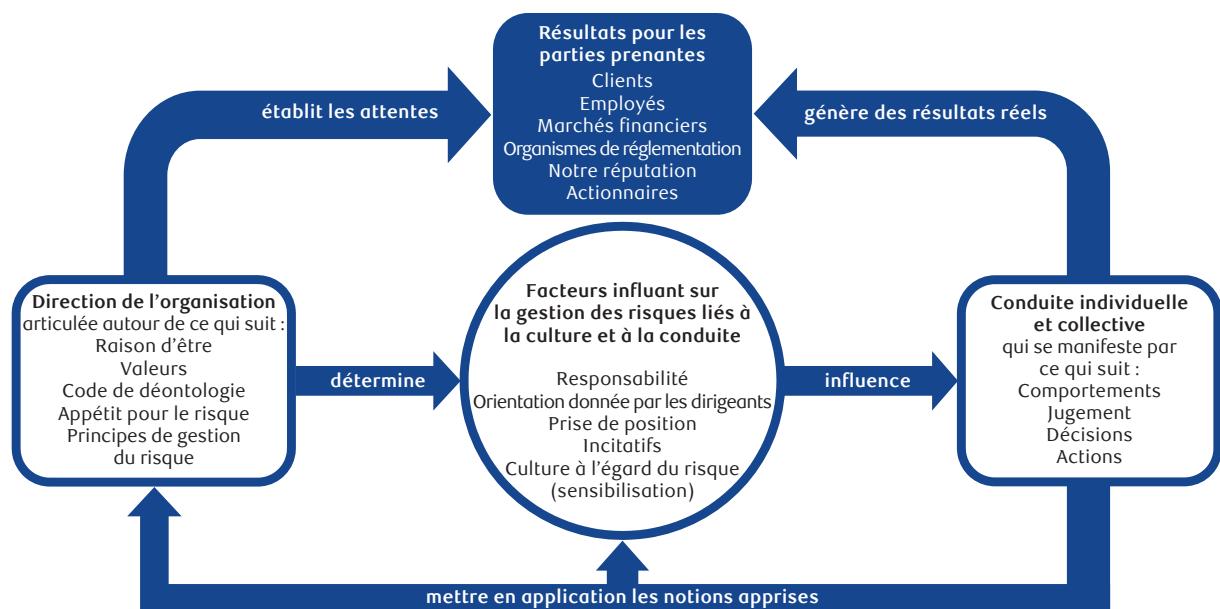 Résultats pour les
parties prenantes
Clients
Employés
Marchés financiers
Organismes de réglementation
Notre réputation
Actionnaires
établit les attentes
génère des résultats réels
Direction de l’organisation
articulée autour de ce qui suit :
Raison d’être
Valeurs
Code de déontologie
Appétit pour le risque
Principes de gestion
du risque
détermine
Facteurs influant sur
la gestion des risques liés à
la culture et à la conduite
Responsabilité
Orientation donnée par les dirigeants
Prise de position
Incitatifs
Culture à l’égard du risque
(sensibilisation)
influence
Conduite individuelle
et collective
qui se manifeste par
ce qui suit :
Comportements
Jugement
Décisions
Actions
mettre en application les notions apprises